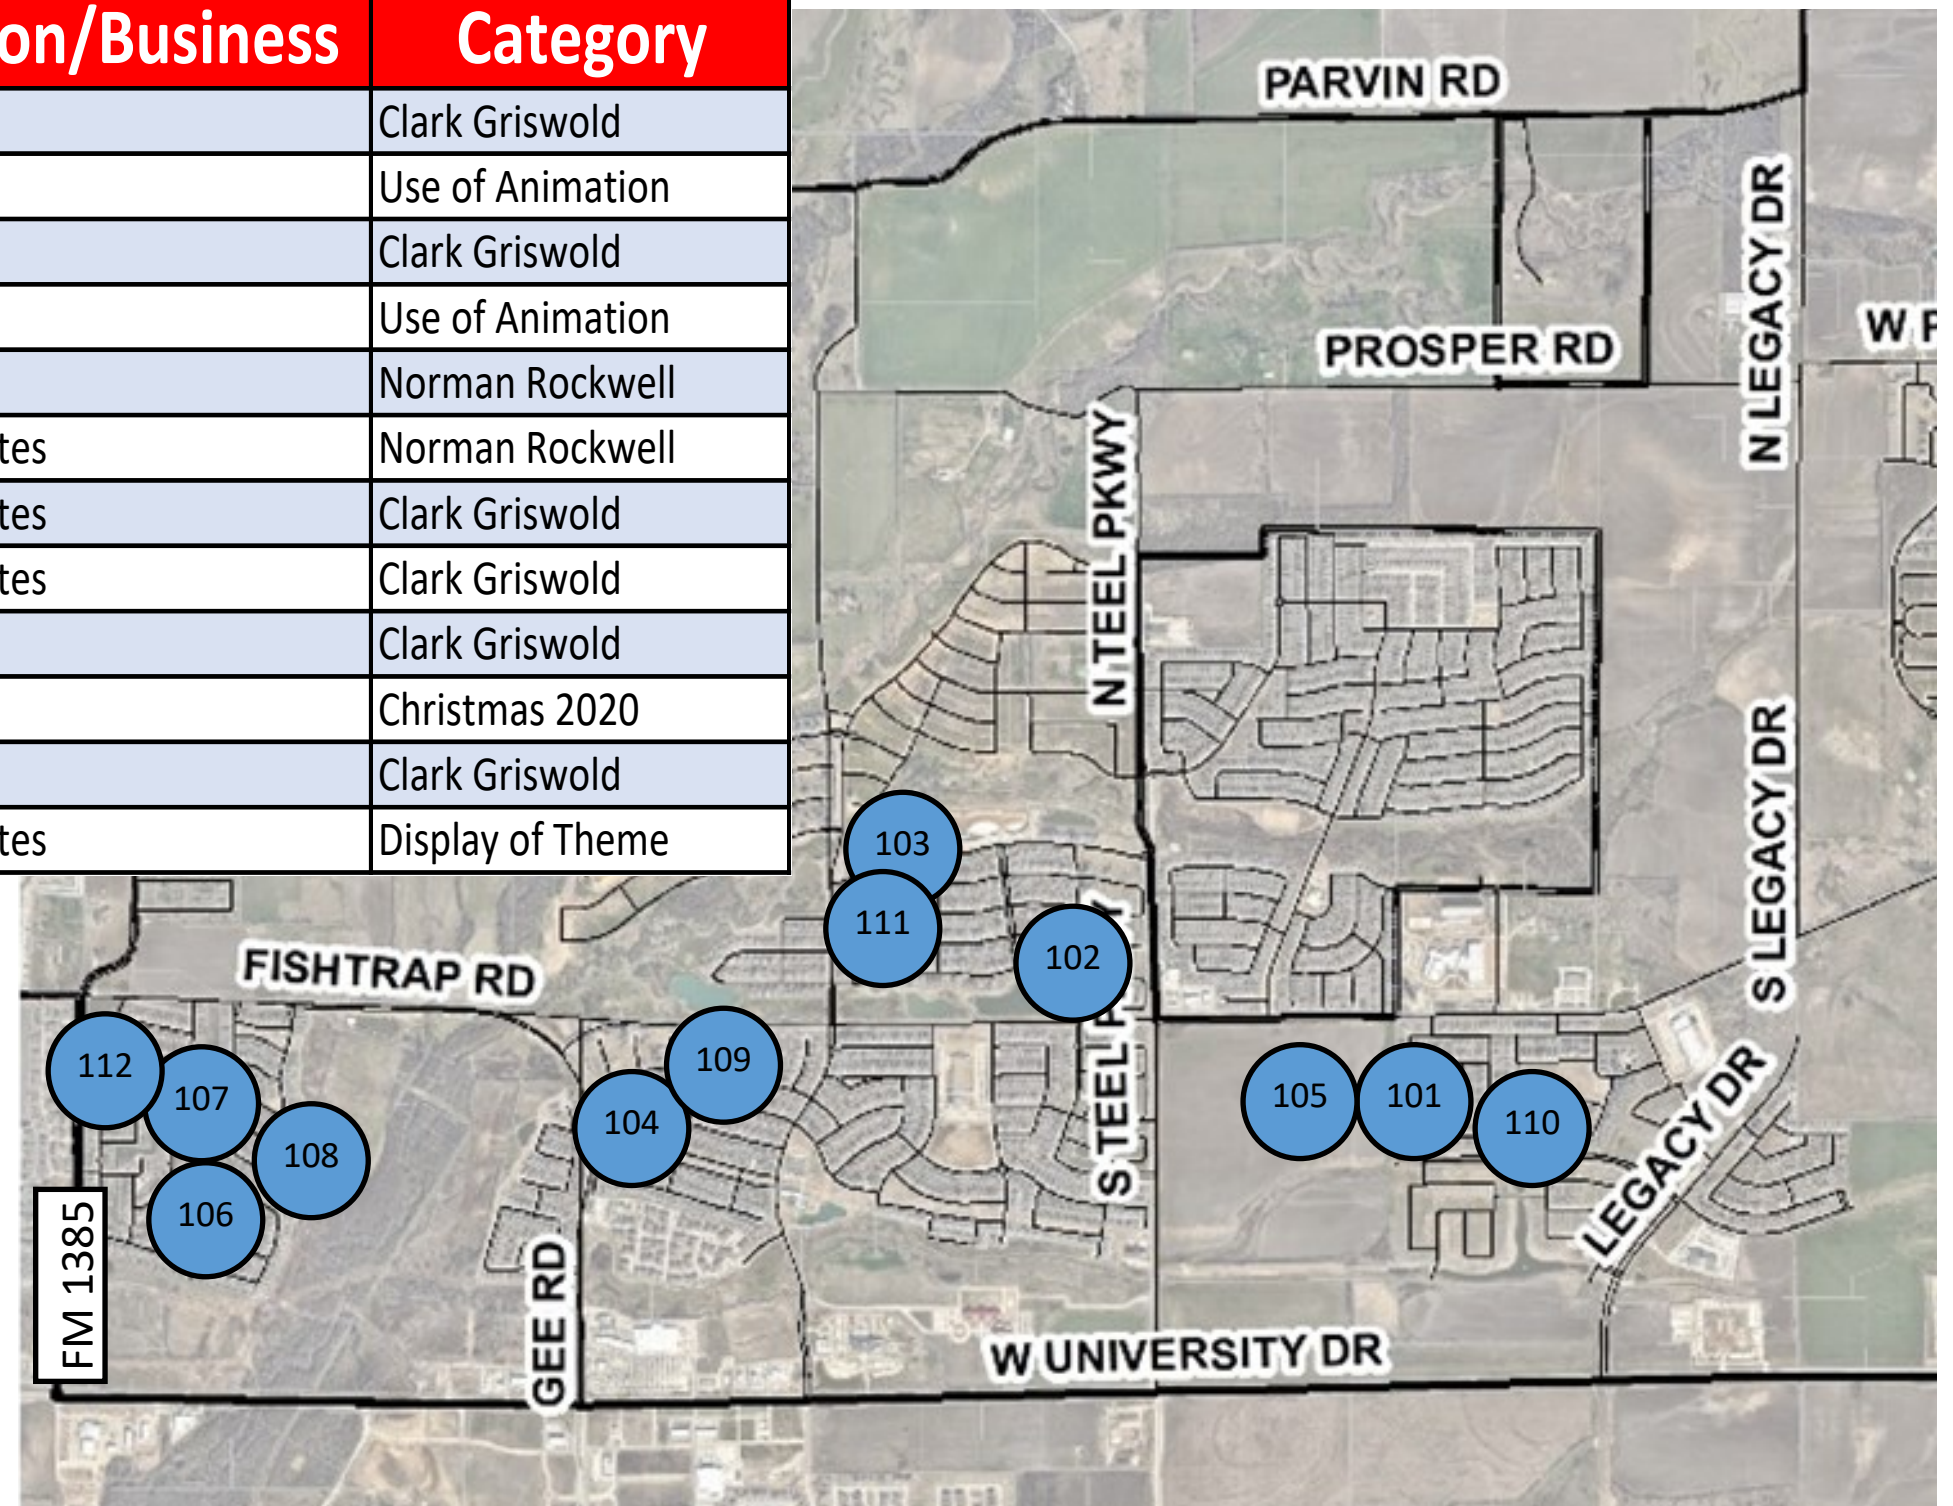 on/Business Category
Clark Griswold
Use of Animation
Clark Griswold
Use of Animation
Norman Rockwell
tes Norman Rockwell
tes Clark Griswold
tes Clark Griswold
Clark Griswold
Christmas 2020
Clark Griswold
tes Display of Theme
PARVIN RD
PROSPER RD
N LEGACY DR
W P
N TEEL PKWY
S LEGACY DR
103
111
102
FISHTRAP RD
S TEEL P Y
112
107
108
106
109
104
105
101
110
LEGACY DR
FM 1385
GEE RD
W UNIVERSITY DR